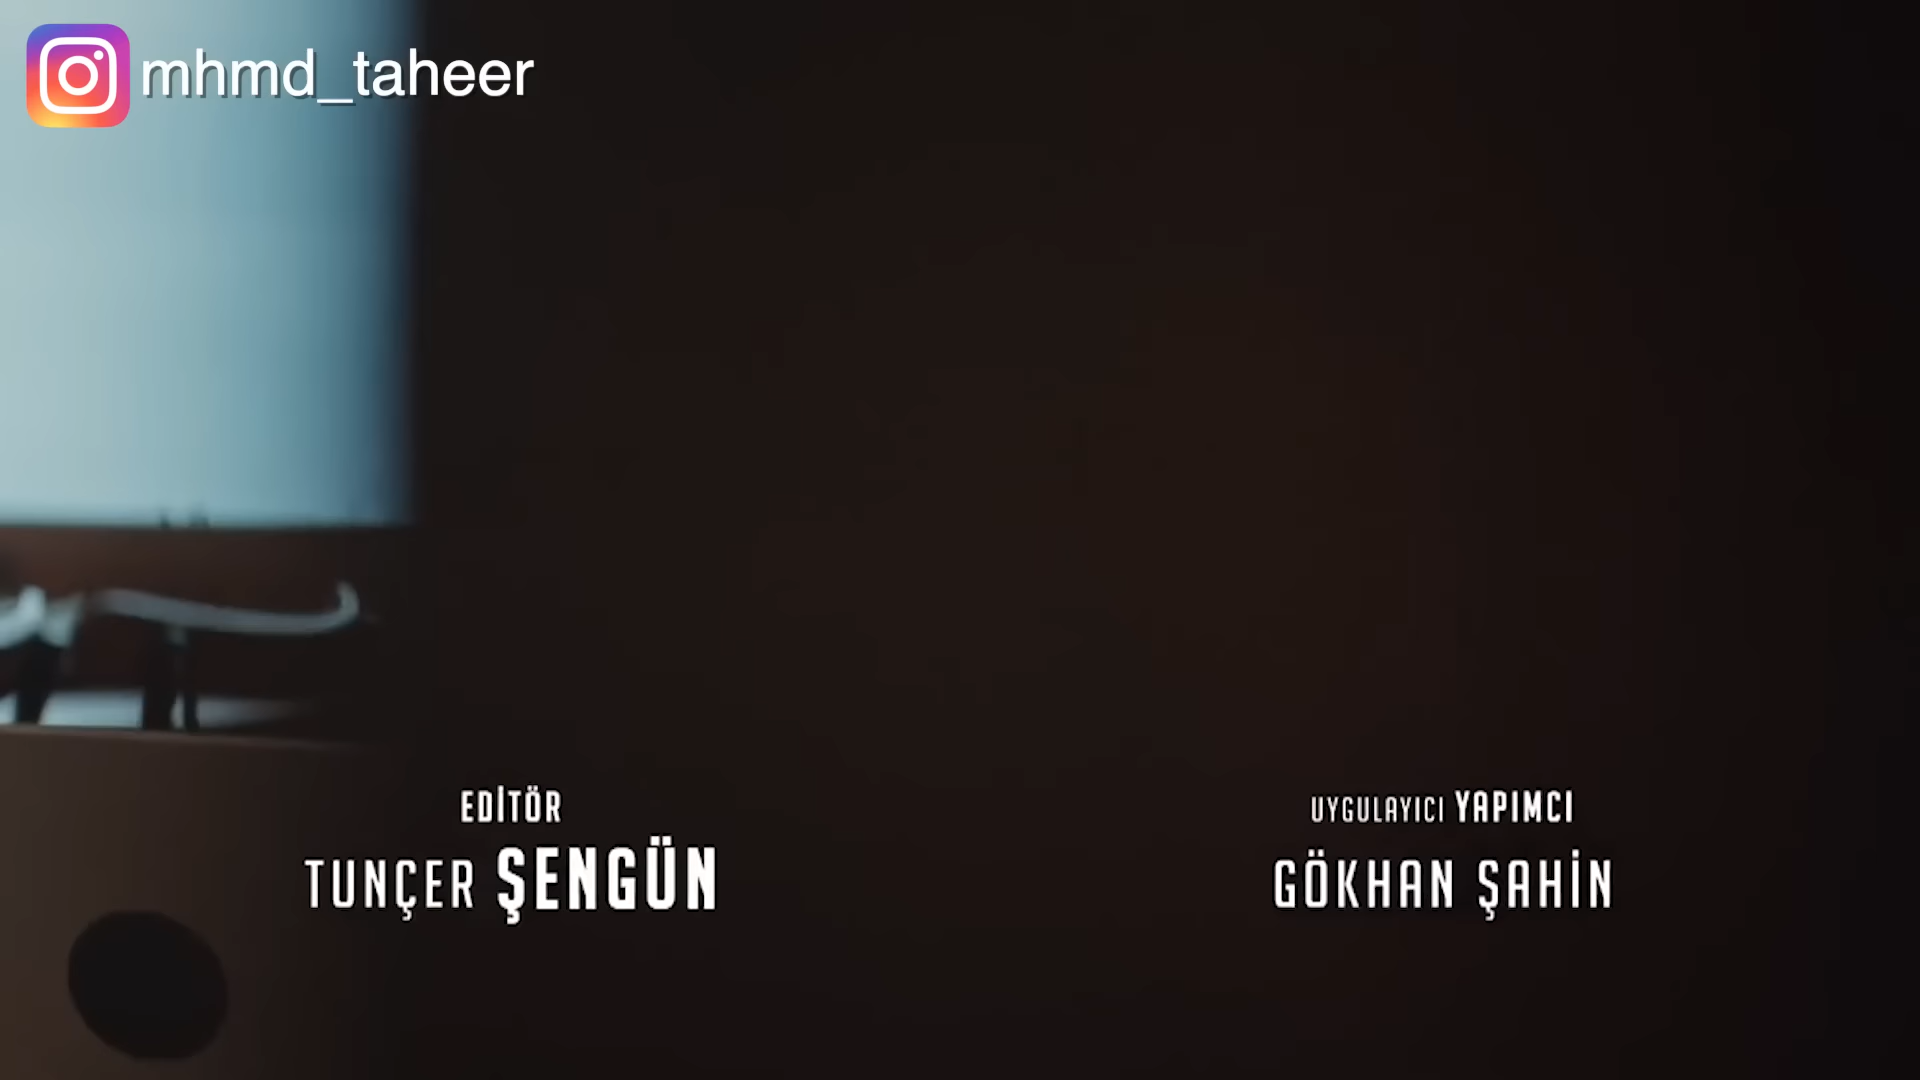 mhmd_taheer
EDİTÖR
TUNÇER ŞENGÜN
UYGULAYICI YAPIMCI
GÖKHAN ŞAHİN